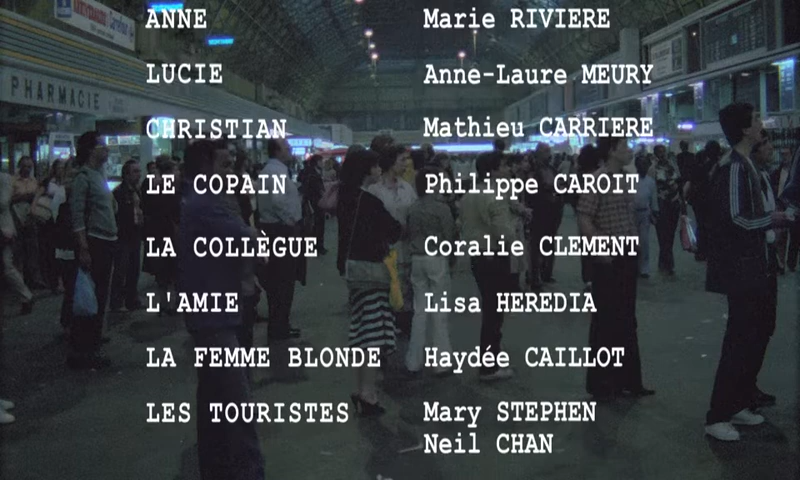 ANNE Marie RIVIERE
LUCIE Anne-Laure MEURY
PHARMACIE
CHRISTIAN Mathieu CARRIERE
LE COPAIN Philippe CAROIT
LA COLLÈGUE Coralie CLEMENT
L'AMIE Lisa HEREDIA
LA FEMME BLONDE Haydée CAILLOT
LES TOURISTES Mary STEPHEN
Neil CHAN